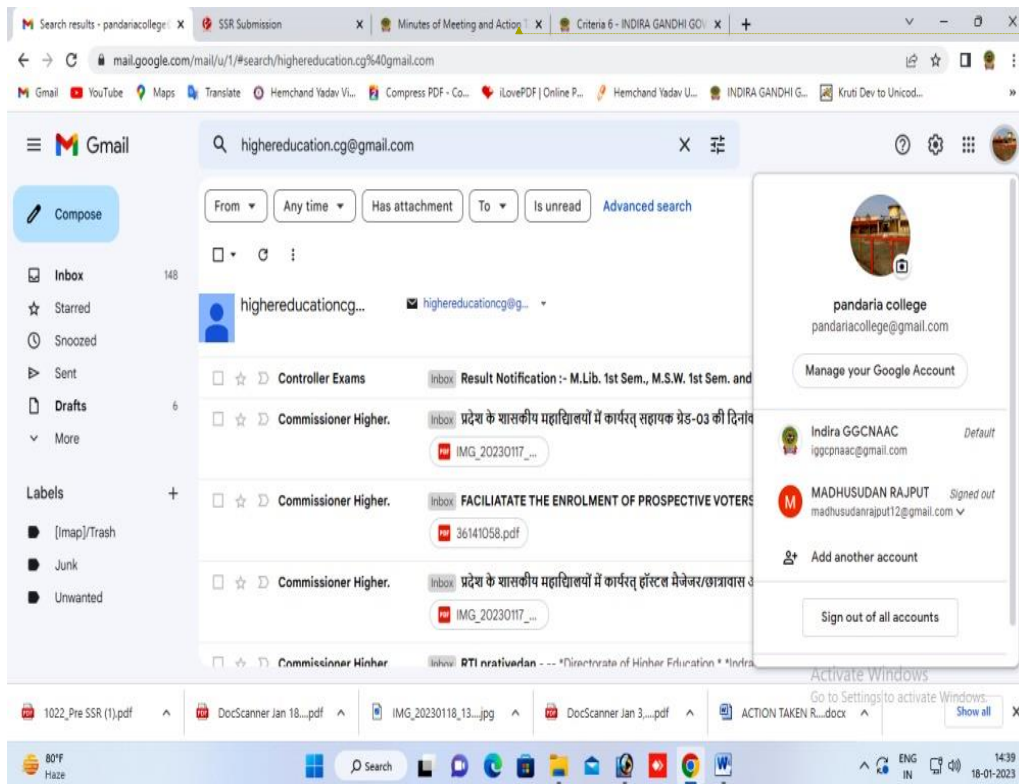 Search results - pandariacollege
SSR Submission
Minutes of Meeting and Action T
Criteria 6 - INDIRA GANDHI GOV
mail.google.com/mail/u/1/#search/highereducation.cg%40gmail.com
Gmail YouTube Maps Translate Hemchand Yadav Vi... Compress PDF - Co... iLovePDF | Online P... Hemchand Yadav U... INDIRA GANDHI G... Kruti Dev to Unicod... »
Gmail
highereducation.cg@gmail.com
Compose
Inbox 148
Starred
Snoozed
Sent
Drafts 6
More
Labels +
[Imap]/Trash
Junk
Unwanted
From Any time Has attachment To Is unread Advanced search
highereducationcg... highereducationcg@g...
Controller Exams Inbox Result Notification :- M.Lib. 1st Sem., M.S.W. 1st Sem. and
Commissioner Higher. Inbox प्रदेश के शासकीय महाद्यिालयों में कार्यरत् सहायक ग्रेड-03 की दिनांक
PDF IMG_20230117_...
Commissioner Higher. Inbox FACILIATATE THE ENROLMENT OF PROSPECTIVE VOTERS
PDF 36141058.pdf
Commissioner Higher. Inbox प्रदेश के शासकीय महाद्यिालयों में कार्यरत् हॉस्टल मैजेजर/छात्रावास
PDF IMG_20230117_...
Commissioner Higher Inbox RTI prativedan - -- *Directorate of Higher Education * *Indra
pandaria college
pandariacollege@gmail.com
Manage your Google Account
Indira GGCNAAC Default
iggcpnaac@gmail.com
M MADHUSUDAN RAJPUT Signed out
madhusudanrajput12@gmail.com
Add another account
Sign out of all accounts
Activate Windows
Go to Settings to activate Windows.
1022_Pre SSR (1).pdf DocScanner Jan 18....pdf IMG_20230118_13....jpg DocScanner Jan 3,....pdf ACTION TAKEN R....docx Show all X
80°F
Haze
Search
ENG
IN
14:39
18-01-2023